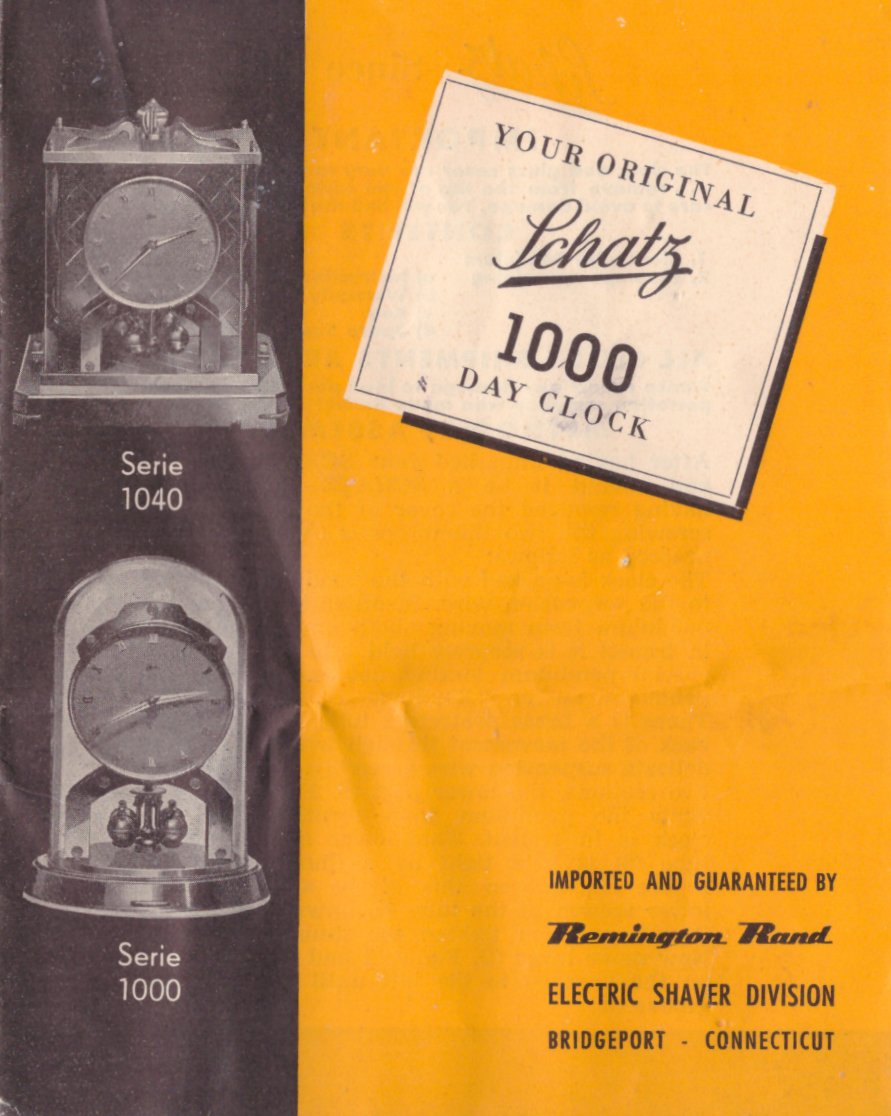 YOUR ORIGINAL
Schatz
1000
DAY CLOCK
Serie
1040
Serie
1000
IMPORTED AND GUARANTEED BY
Remington Rand
ELECTRIC SHAVER DIVISION
BRIDGEPORT - CONNECTICUT